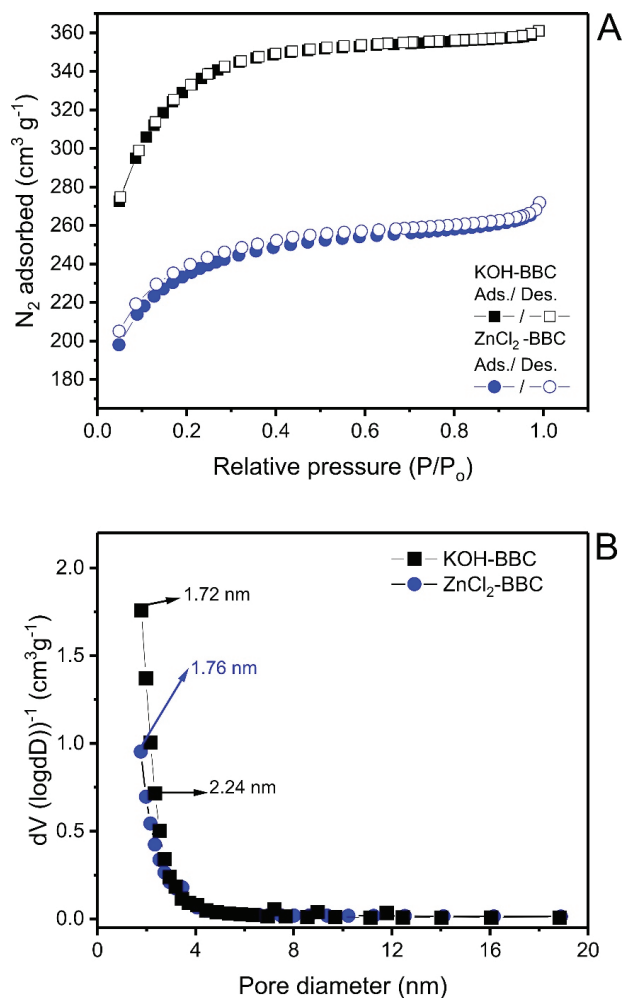 A
360
340
320
300
280
260
240
220
200
180
N₂ adsorbed (cm³ g⁻¹)
KOH-BBC
Ads./ Des.
/
ZnCl₂-BBC
Ads./ Des.
/
0.0 0.2 0.4 0.6 0.8 1.0
Relative pressure (P/Pₒ)
B
2.0
1.5
1.0
0.5
0.0
dV (logdD))⁻¹ (cm³g⁻¹)
KOH-BBC
ZnCl₂-BBC
1.72 nm
1.76 nm
2.24 nm
0 4 8 12 16 20
Pore diameter (nm)